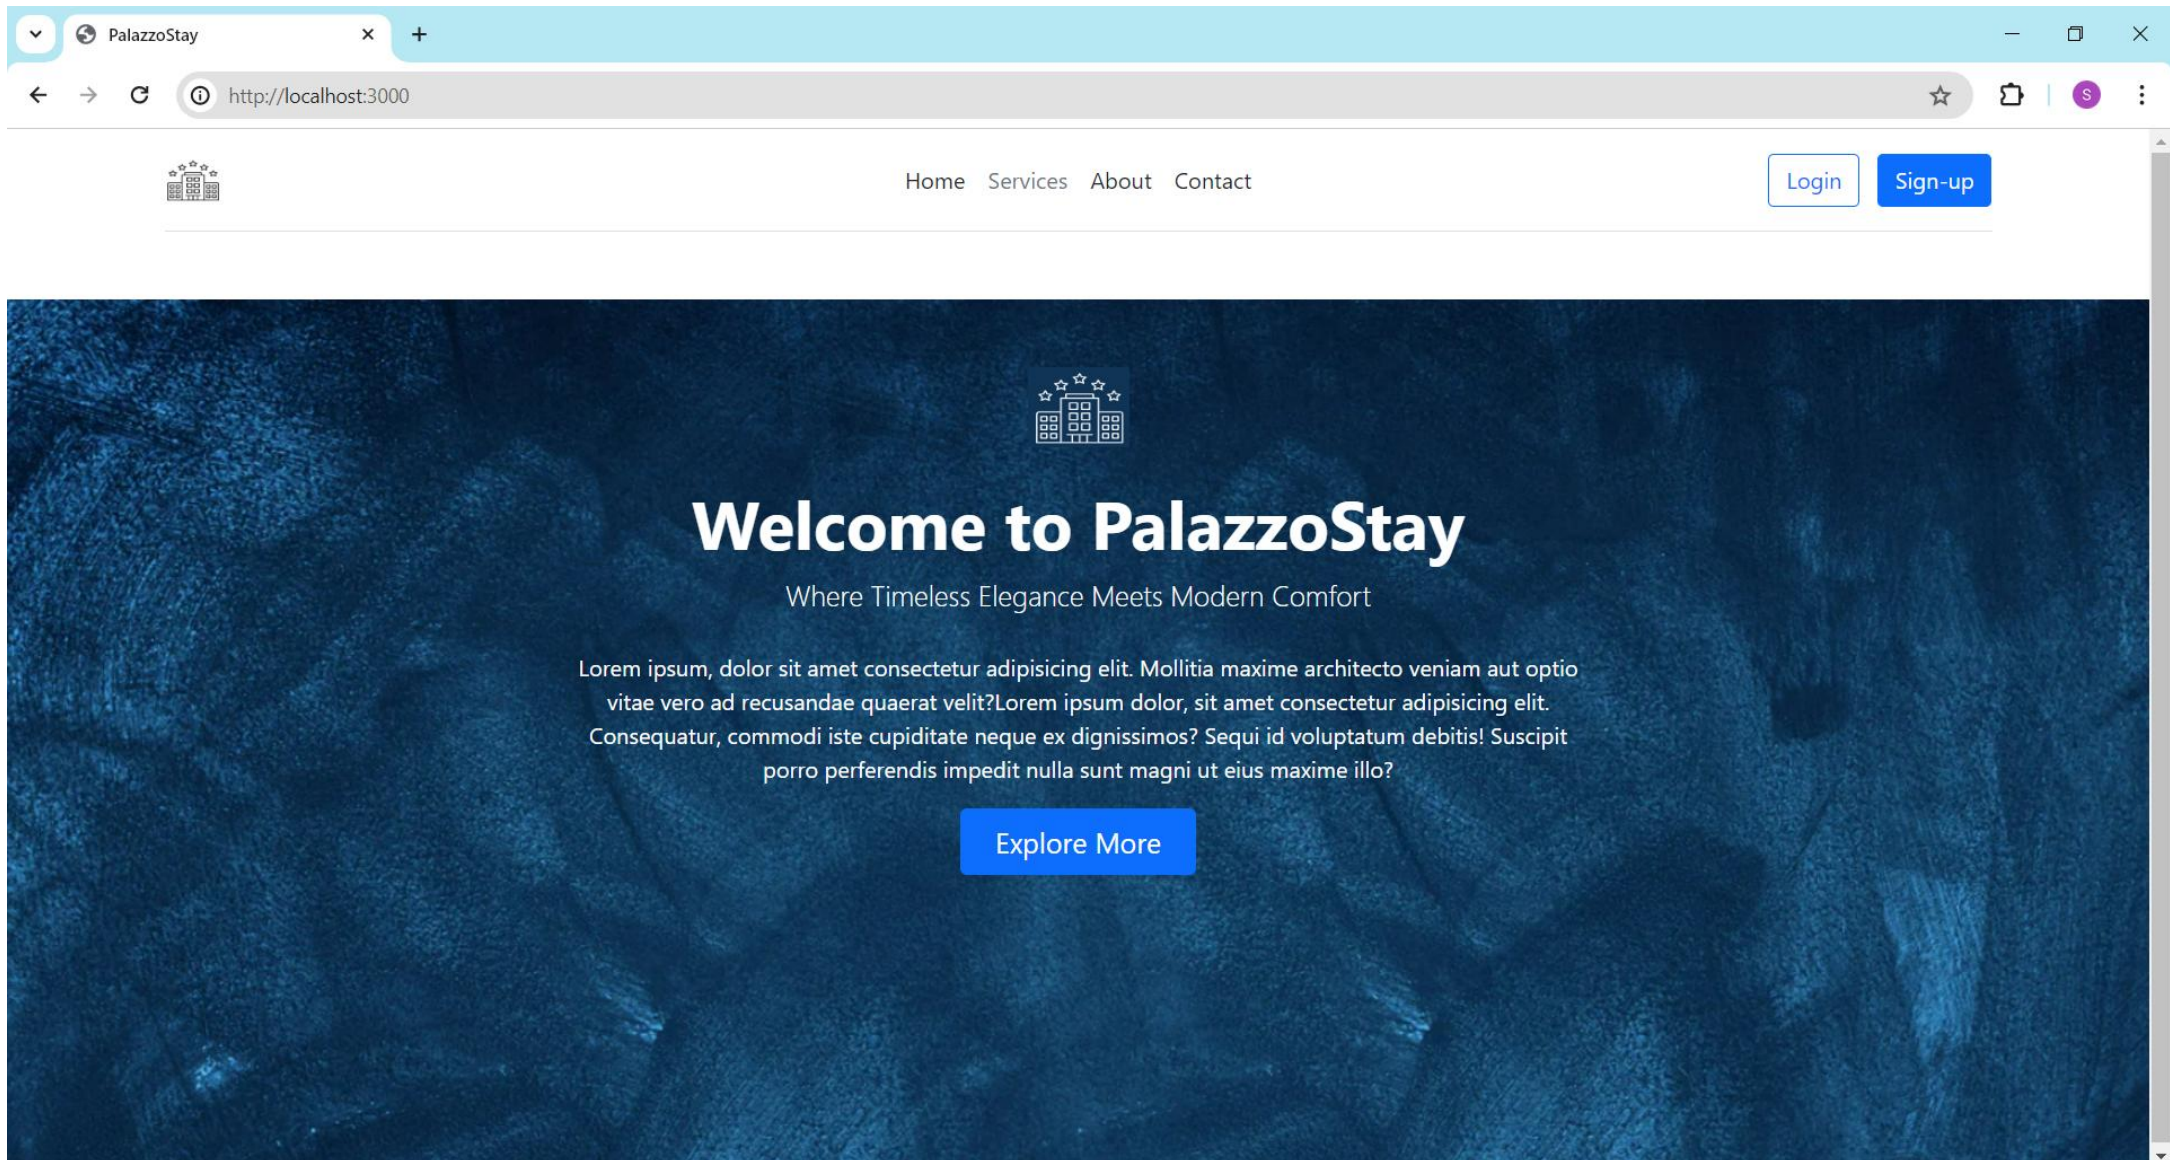 PalazzoStay
http://localhost:3000
S
Home Services About Contact
Login Sign-up
Welcome to PalazzoStay
Where Timeless Elegance Meets Modern Comfort
Lorem ipsum, dolor sit amet consectetur adipisicing elit. Mollitia maxime architecto veniam aut optio
vitae vero ad recusandae quaerat velit?Lorem ipsum dolor, sit amet consectetur adipisicing elit.
Consequatur, commodi iste cupiditate neque ex dignissimos? Sequi id voluptatum debitis! Suscipit
porro perferendis impedit nulla sunt magni ut eius maxime illo?
Explore More